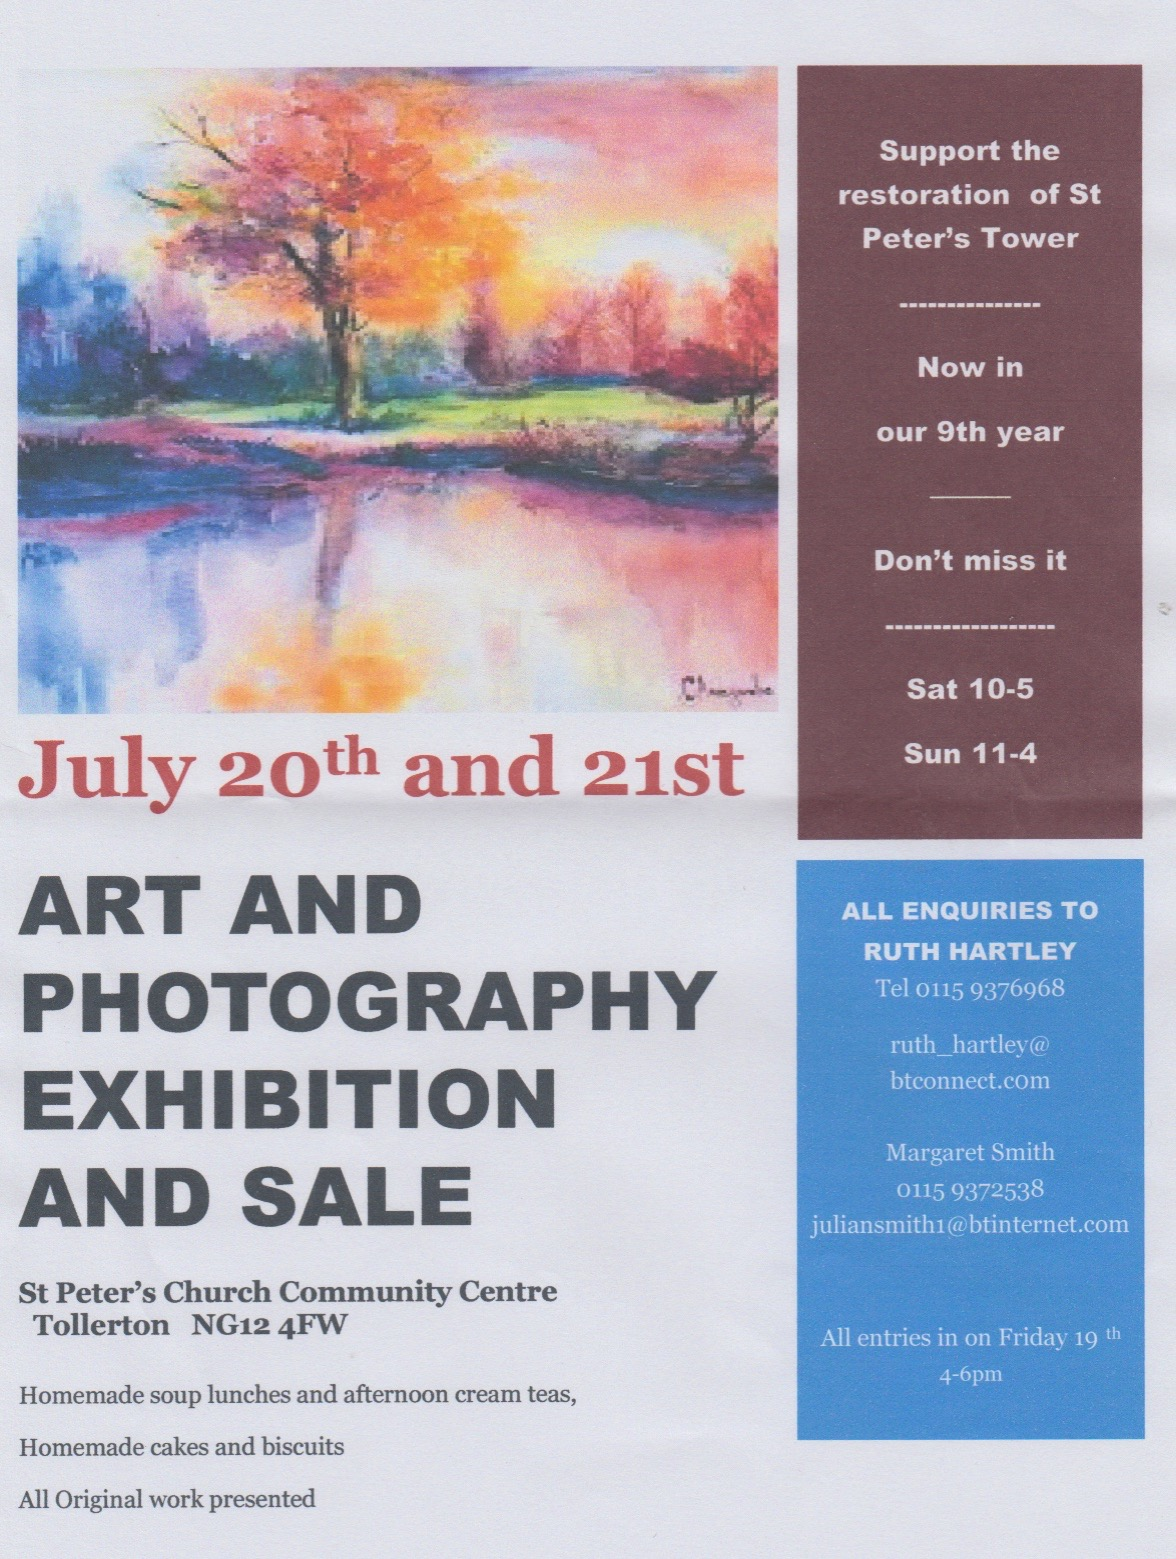 Support the
restoration of St
Peter's Tower
---------------
Now in
our 9th year
Don't miss it
------------------
Sat 10-5
Sun 11-4
July 20th and 21st
ART AND
PHOTOGRAPHY
EXHIBITION
AND SALE
St Peter's Church Community Centre
Tollerton NG12 4FW
Homemade soup lunches and afternoon cream teas,
Homemade cakes and biscuits
All Original work presented
ALL ENQUIRIES TO
RUTH HARTLEY
Tel 0115 9376968
ruth_hartley@
btconnect.com
Margaret Smith
0115 9372538
juliansmith1@btinternet.com
All entries in on Friday 19 th
4-6pm